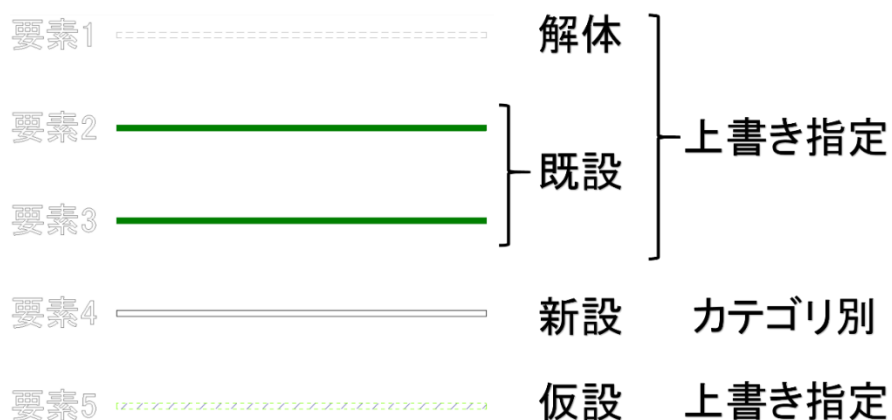 要素1 解体
要素2
既設 上書き指定
要素3
要素4 新設 カテゴリ別
要素5 仮設 上書き指定